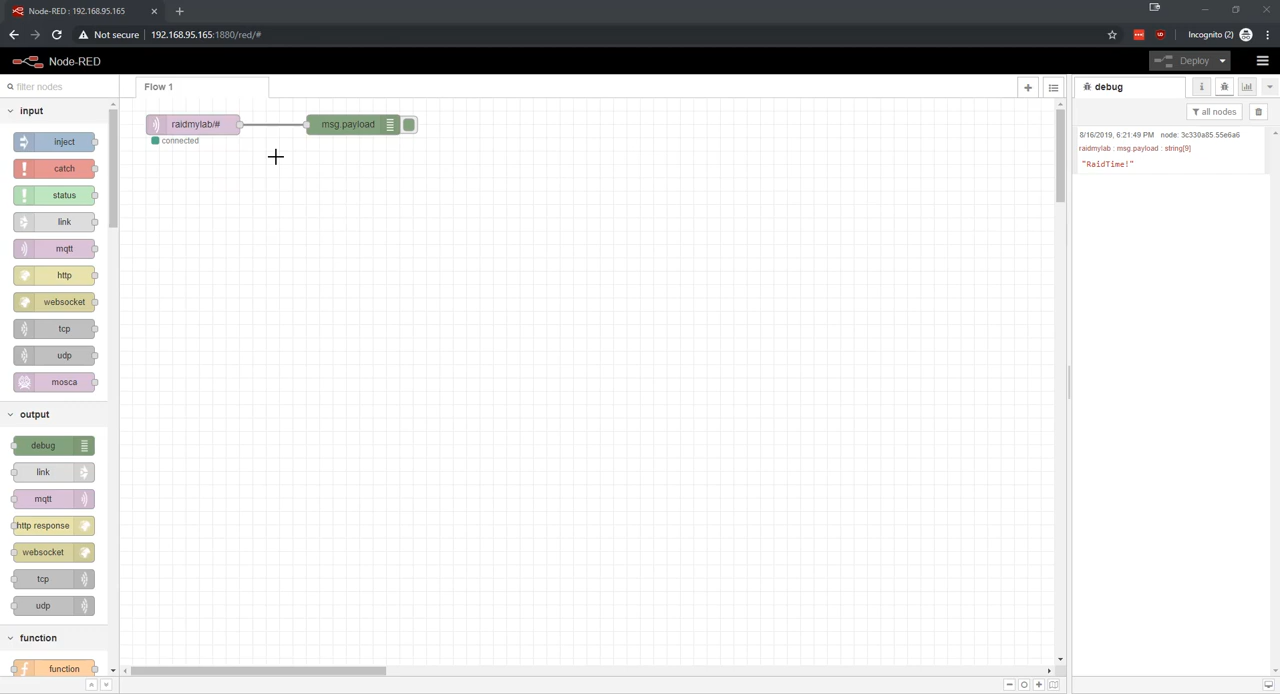 Node-RED : 192.168.95.165
Not secure
192.168.95.165:1880/red/#
Incognito (2)
Node-RED
Deploy
filter nodes
Flow 1
debug
input
all nodes
inject
catch
status
link
mqtt
http
websocket
tcp
udp
mosca
output
debug
link
mqtt
http response
websocket
tcp
udp
function
function
raidmylab/#
msg.payload
connected
8/16/2019, 6:21:49 PM node: 3c330a85.55e6a6
raidmylab : msg.payload : string[9]
"RaidTime!"